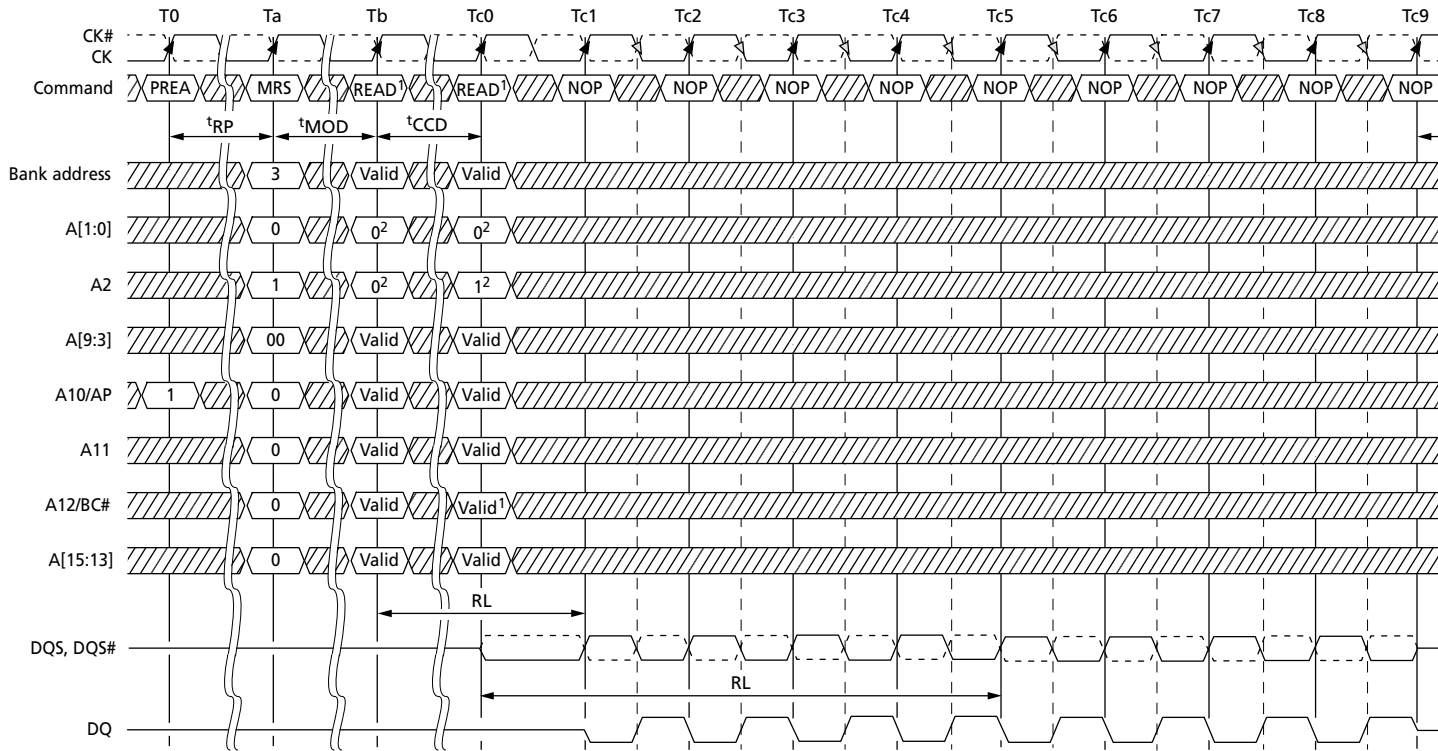 T0 Ta Tb Tc0 Tc1 Tc2 Tc3 Tc4 Tc5 Tc6 Tc7 Tc8 Tc9
CK#
CK
Command PREA MRS READ1 READ1 NOP NOP NOP NOP NOP NOP NOP NOP NOP
tRP tMOD tCCD
Bank address 3 Valid Valid
A[1:0] 0 02 02
A2 1 02 12
A[9:3] 00 Valid Valid
A10/AP 1 0 Valid Valid
A11 0 Valid Valid
A12/BC# 0 Valid Valid1
A[15:13] 0 Valid Valid
RL
DQS, DQS#
RL
DQ